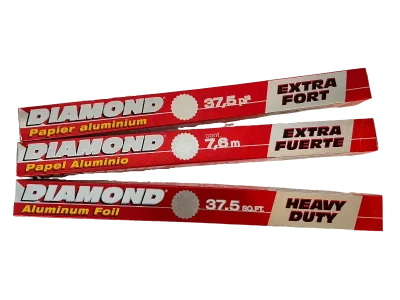 DIAMOND
Papier aluminium
37,5 pi²
EXTRA
FORT
DIAMOND
Papel Aluminio
cont.
7,6 m
EXTRA
FUERTE
DIAMOND
Aluminum Foil
37.5 SQ.FT.
HEAVY
DUTY